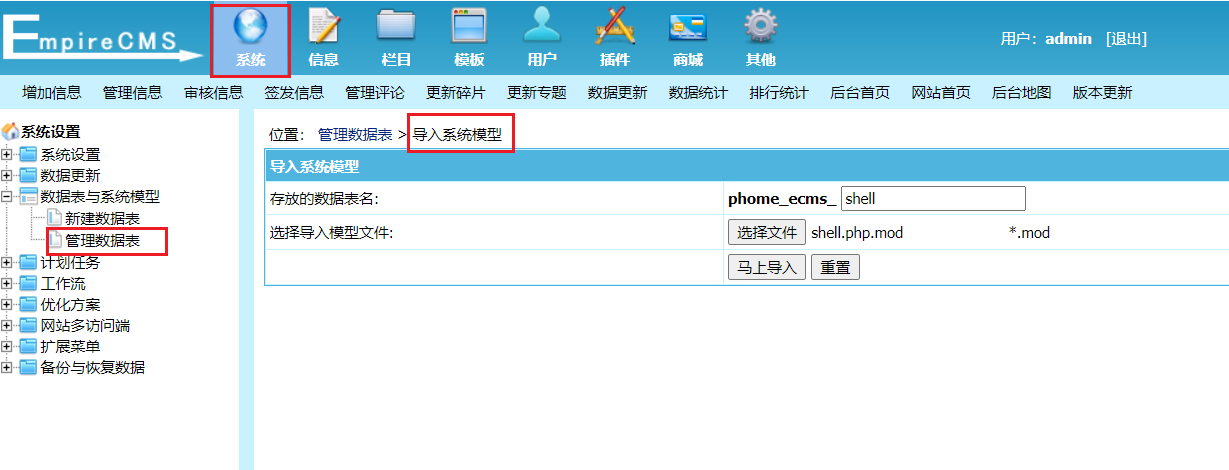 EmpireCMS
系统 信息 栏目 模板 用户 插件 商城 其他
用户：admin [退出]
增加信息 管理信息 审核信息 签发信息 管理评论 更新碎片 更新专题 数据更新 数据统计 排行统计 后台首页 网站首页 后台地图 版本更新
系统设置
系统设置
数据更新
数据表与系统模型
新建数据表
管理数据表
计划任务
工作流
优化方案
网站多访问端
扩展菜单
备份与恢复数据
位置： 管理数据表 > 导入系统模型
导入系统模型
存放的数据表名: phome_ecms_ shell
选择导入模型文件: 选择文件 shell.php.mod *.mod
马上导入 重置